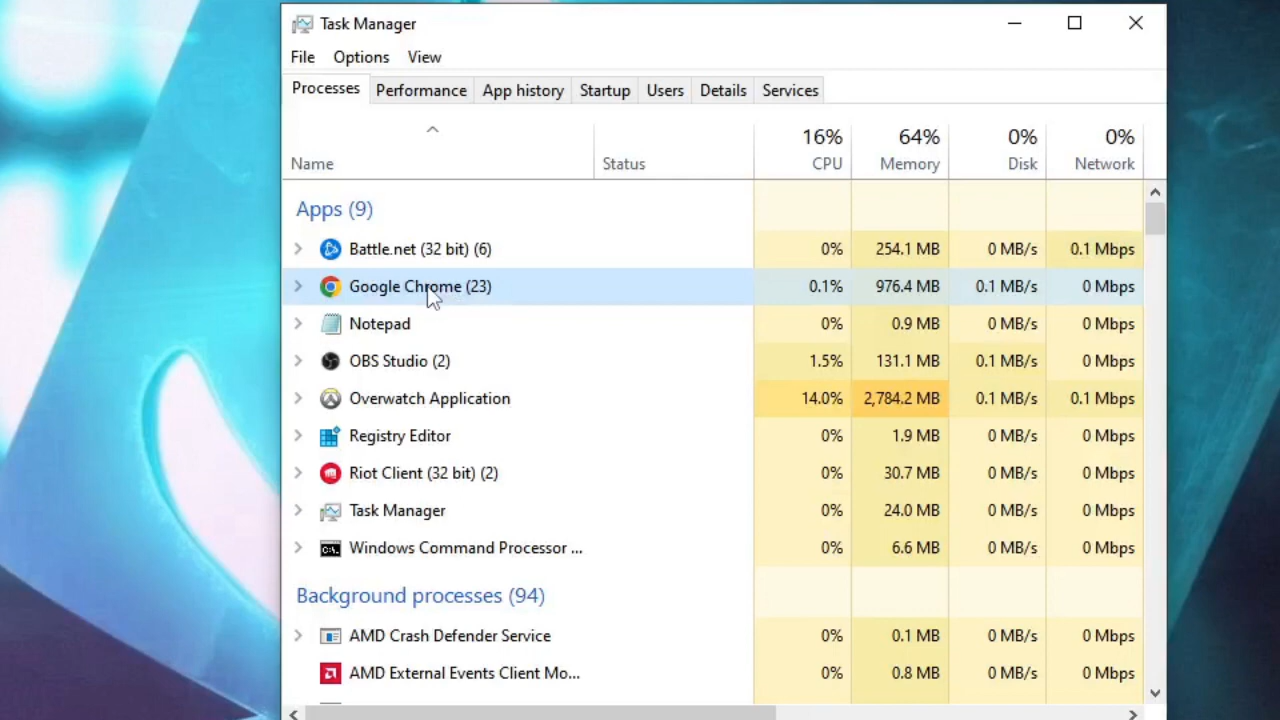 Task Manager
File Options View
Processes Performance App history Startup Users Details Services
16% 64% 0% 0%
Name Status CPU Memory Disk Network
Apps (9)
Battle.net (32 bit) (6) 0% 254.1 MB 0 MB/s 0.1 Mbps
Google Chrome (23) 0.1% 976.4 MB 0.1 MB/s 0 Mbps
Notepad 0% 0.9 MB 0 MB/s 0 Mbps
OBS Studio (2) 1.5% 131.1 MB 0.1 MB/s 0 Mbps
Overwatch Application 14.0% 2,784.2 MB 0.1 MB/s 0.1 Mbps
Registry Editor 0% 1.9 MB 0 MB/s 0 Mbps
Riot Client (32 bit) (2) 0% 30.7 MB 0 MB/s 0 Mbps
Task Manager 0% 24.0 MB 0 MB/s 0 Mbps
Windows Command Processor ... 0% 6.6 MB 0 MB/s 0 Mbps
Background processes (94)
AMD Crash Defender Service 0% 0.1 MB 0 MB/s 0 Mbps
AMD External Events Client Mo... 0% 0.8 MB 0 MB/s 0 Mbps